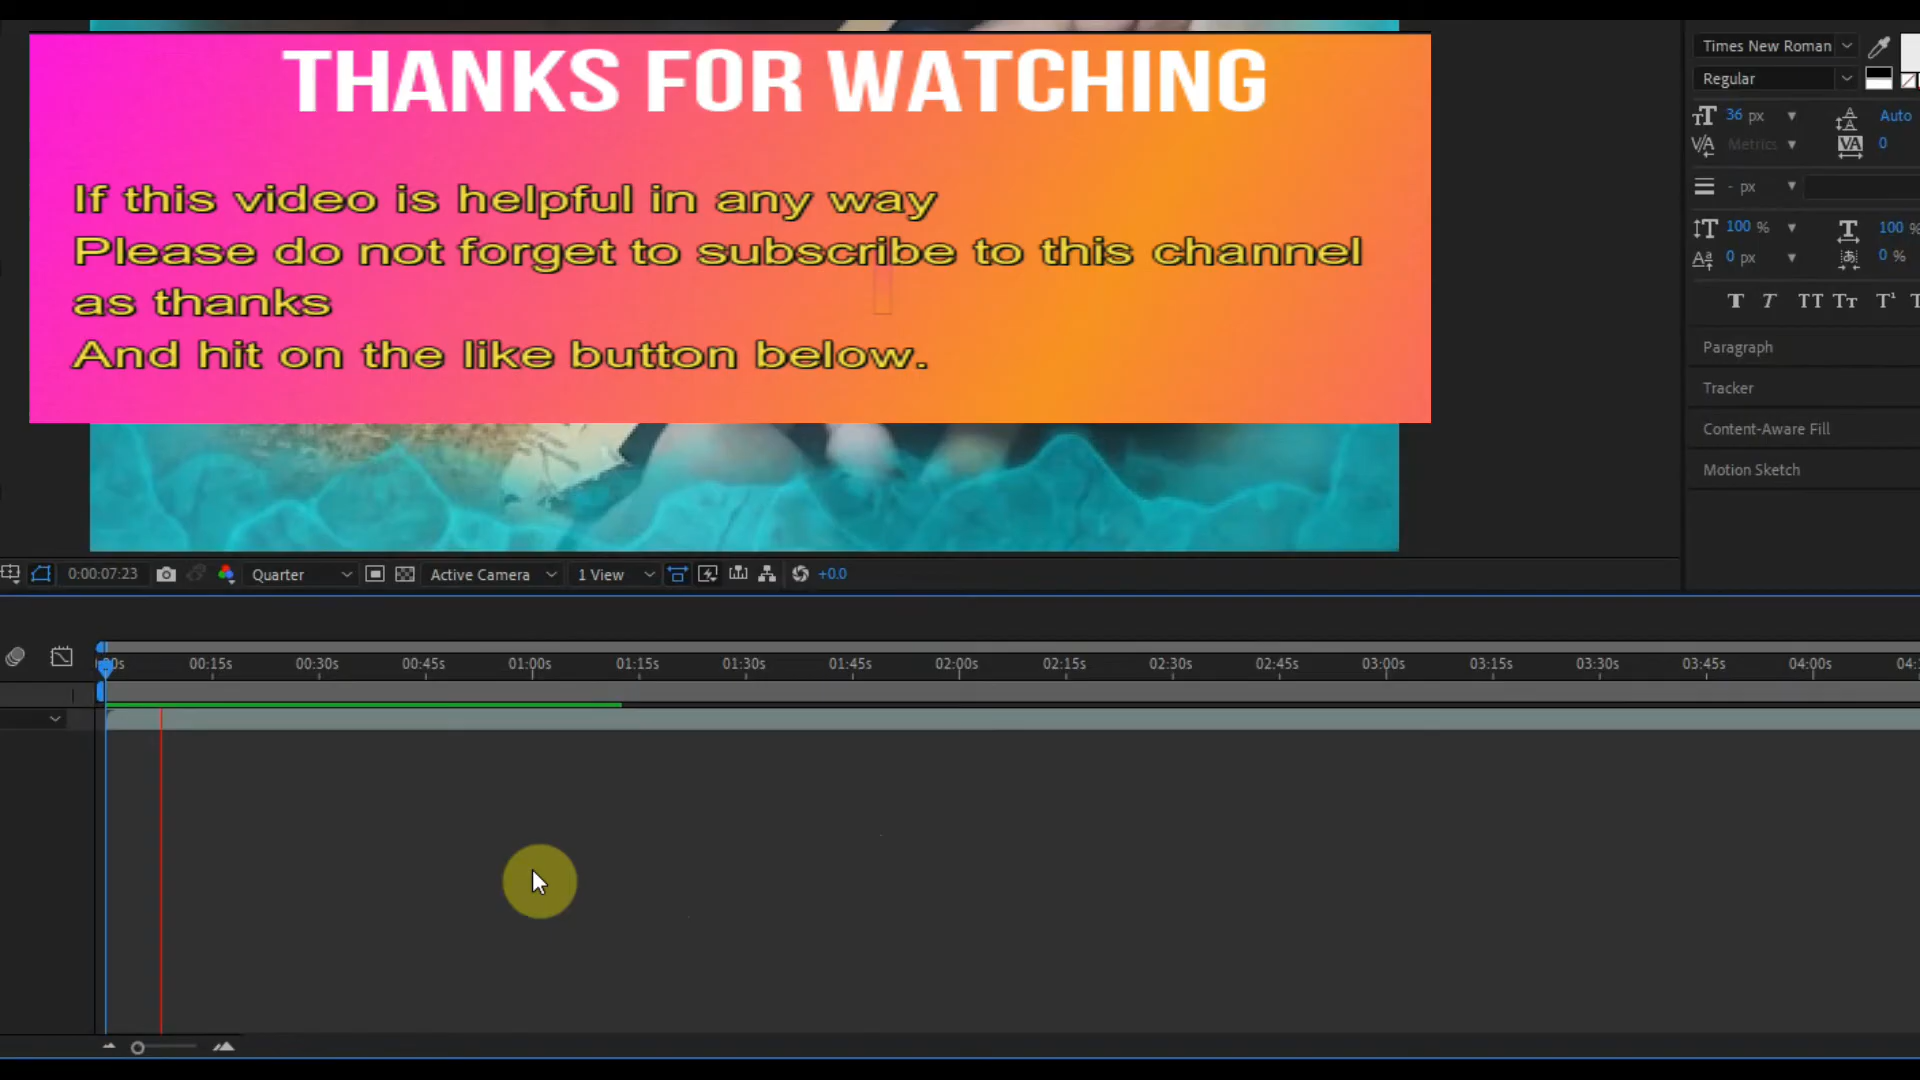 THANKS FOR WATCHING
If this video is helpful in any way
Please do not forget to subscribe to this channel
as thanks
And hit on the like button below.
Times New Roman
Regular
36 px
Auto
Metrics
0
- px
100 %
100 %
0 px
0 %
T T TT Tт T¹
Paragraph
Tracker
Content-Aware Fill
Motion Sketch
0:00:07:23
Quarter
Active Camera
1 View
+0.0
00:15s 00:30s 00:45s 01:00s 01:15s 01:30s 01:45s 02:00s 02:15s 02:30s 02:45s 03:00s 03:15s 03:30s 03:45s 04:00s